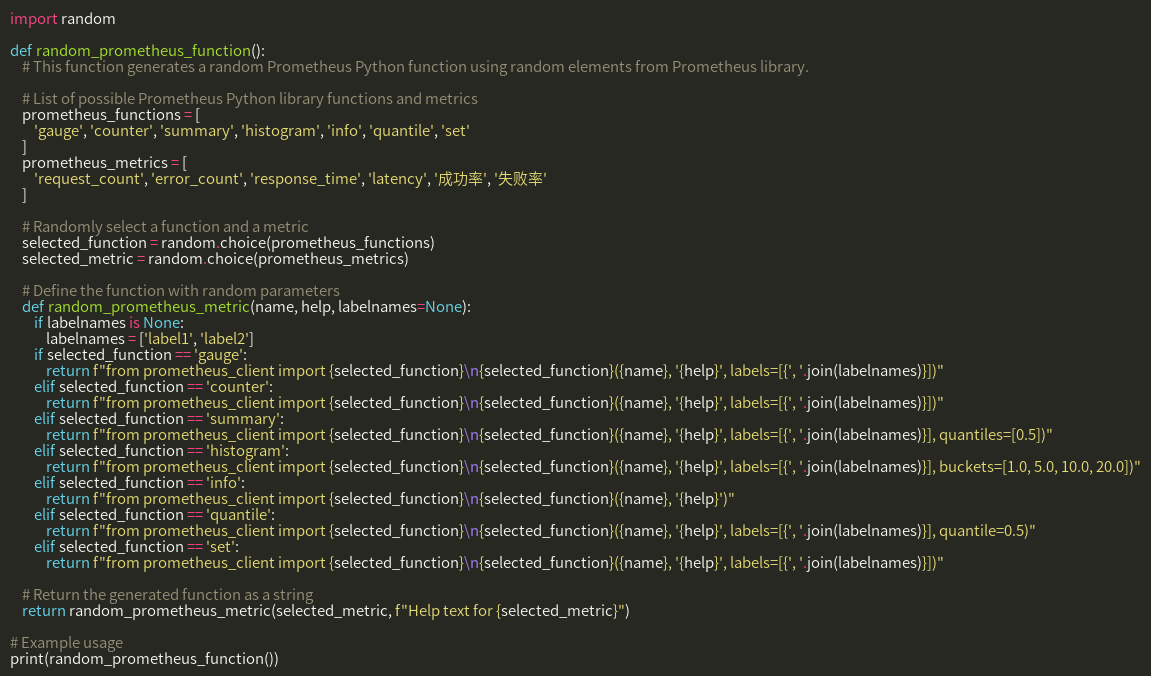 import random

def random_prometheus_function():
    # This function generates a random Prometheus Python function using random elements from Prometheus library.

    # List of possible Prometheus Python library functions and metrics
    prometheus_functions = [
        'gauge', 'counter', 'summary', 'histogram', 'info', 'quantile', 'set'
    ]
    prometheus_metrics = [
        'request_count', 'error_count', 'response_time', 'latency', '成功率', '失败率'
    ]

    # Randomly select a function and a metric
    selected_function = random.choice(prometheus_functions)
    selected_metric = random.choice(prometheus_metrics)

    # Define the function with random parameters
    def random_prometheus_metric(name, help, labelnames=None):
        if labelnames is None:
            labelnames = ['label1', 'label2']
        if selected_function == 'gauge':
            return f"from prometheus_client import {selected_function}\n{selected_function}({name}, '{help}', labels=[{', '.join(labelnames)}])"
        elif selected_function == 'counter':
            return f"from prometheus_client import {selected_function}\n{selected_function}({name}, '{help}', labels=[{', '.join(labelnames)}])"
        elif selected_function == 'summary':
            return f"from prometheus_client import {selected_function}\n{selected_function}({name}, '{help}', labels=[{', '.join(labelnames)}], quantiles=[0.5])"
        elif selected_function == 'histogram':
            return f"from prometheus_client import {selected_function}\n{selected_function}({name}, '{help}', labels=[{', '.join(labelnames)}], buckets=[1.0, 5.0, 10.0, 20.0])"
        elif selected_function == 'info':
            return f"from prometheus_client import {selected_function}\n{selected_function}({name}, '{help}')"
        elif selected_function == 'quantile':
            return f"from prometheus_client import {selected_function}\n{selected_function}({name}, '{help}', labels=[{', '.join(labelnames)}], quantile=0.5)"
        elif selected_function == 'set':
            return f"from prometheus_client import {selected_function}\n{selected_function}({name}, '{help}', labels=[{', '.join(labelnames)}])"

    # Return the generated function as a string
    return random_prometheus_metric(selected_metric, f"Help text for {selected_metric}")

# Example usage
print(random_prometheus_function())